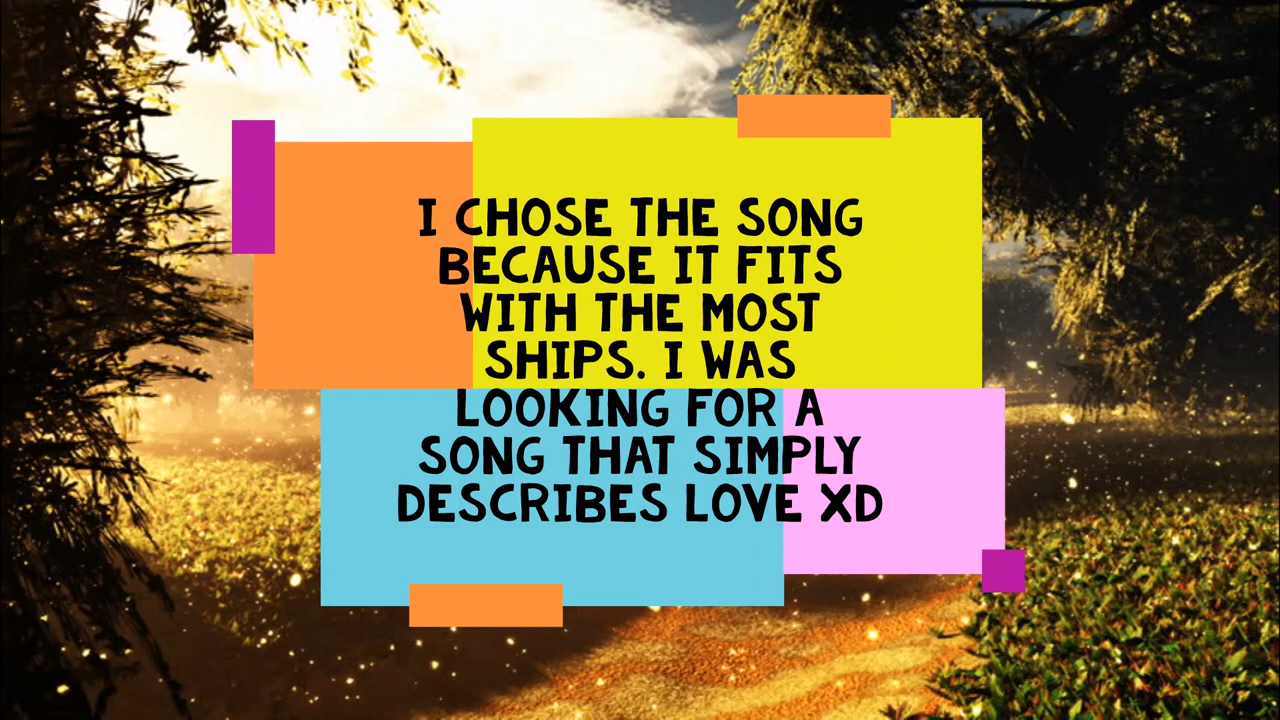 I CHOSE THE SONG
BECAUSE IT FITS
WITH THE MOST
SHIPS. I WAS
LOOKING FOR A
SONG THAT SIMPLY
DESCRIBES LOVE XD